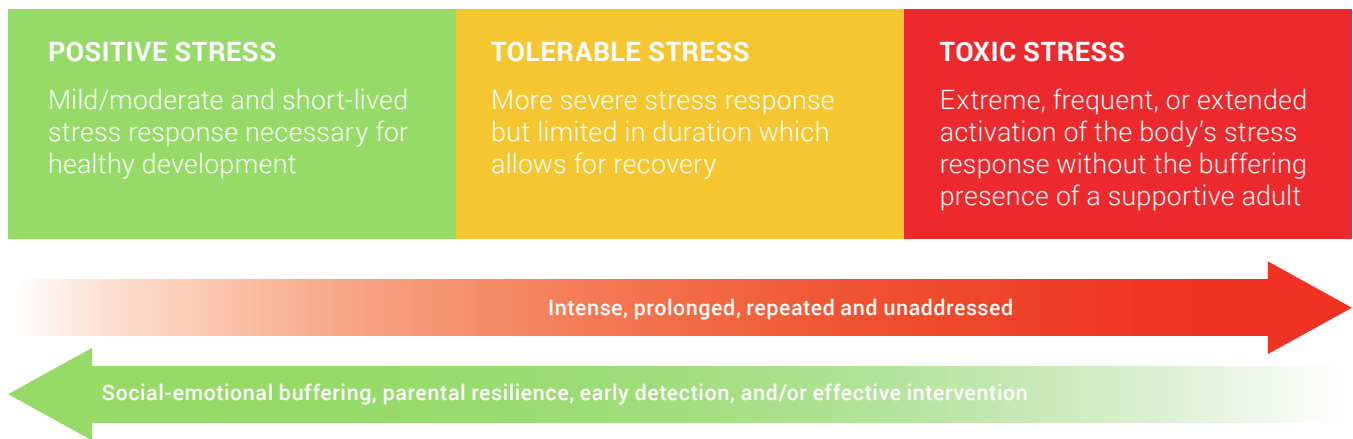 POSITIVE STRESS
Mild/moderate and short-lived
stress response necessary for
healthy development
TOLERABLE STRESS
More severe stress response
but limited in duration which
allows for recovery
TOXIC STRESS
Extreme, frequent, or extended
activation of the body's stress
response without the buffering
presence of a supportive adult
Intense, prolonged, repeated and unaddressed
Social-emotional buffering, parental resilience, early detection, and/or effective intervention